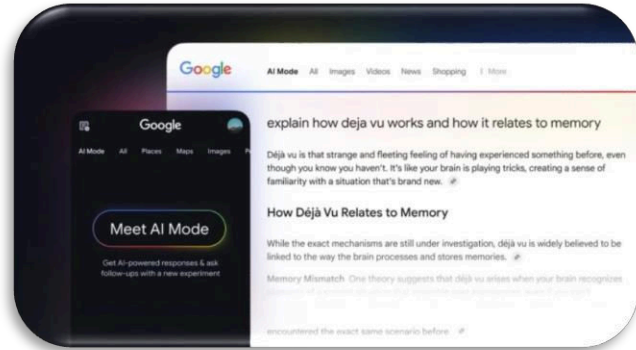 Google
AI Mode All Images Videos News Shopping More
explain how deja vu works and how it relates to memory
Déjà vu is that strange and fleeting feeling of having experienced something before, even
though you know you haven't. It's like your brain is playing tricks, creating a sense of
familiarity with a situation that's brand new.
How Déjà Vu Relates to Memory
While the exact mechanisms are still under investigation, déjà vu is widely believed to be
linked to the way the brain processes and stores memories.
Memory Mismatch One theory suggests that déjà vu arises when your brain recognizes
encountered the exact same scenario before.
Google
AI Mode All Places Maps Images
Meet AI Mode
Get AI-powered responses & ask
follow-ups with a new experiment